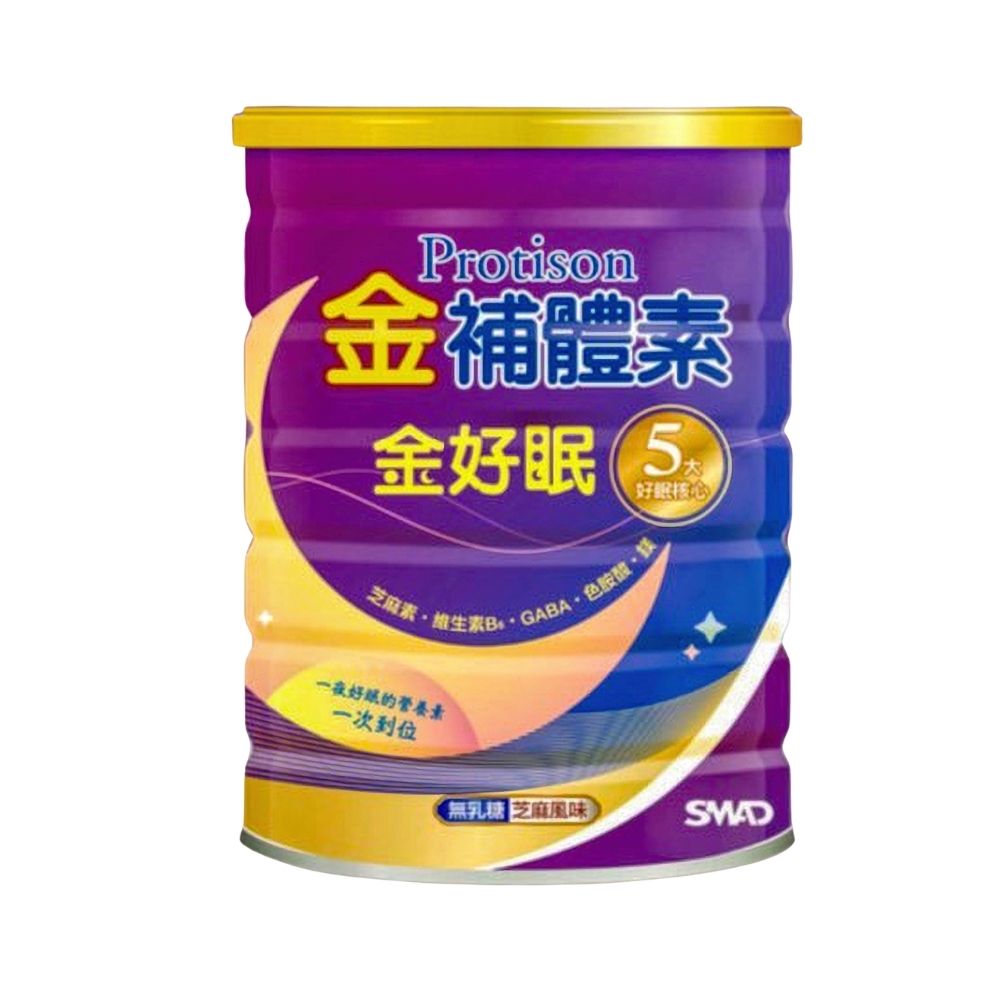 Protison
金補體素
金好眠
5大
好眠核心
芝麻素・維生素B6・GABA・色胺酸・鎂
一夜好眠的營養素
一次到位
無乳糖 芝麻風味
SMAD